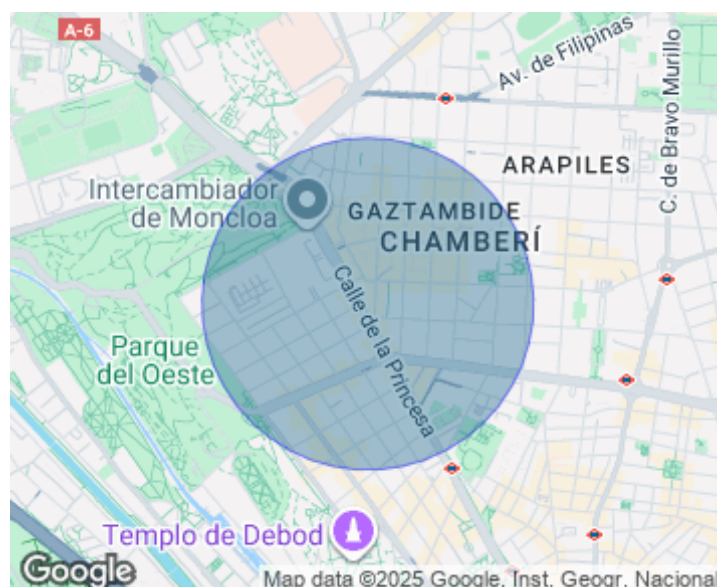 A-6
Av. de Filipinas
C. de Bravo Murillo
ARAPILES
Intercambiador
de Moncloa
GAZTAMBIDE
CHAMBERÍ
Calle de la Princesa
Parque
del Oeste
Templo de Debod
Google
Map data ©2025 Google, Inst. Geogr. Nacional